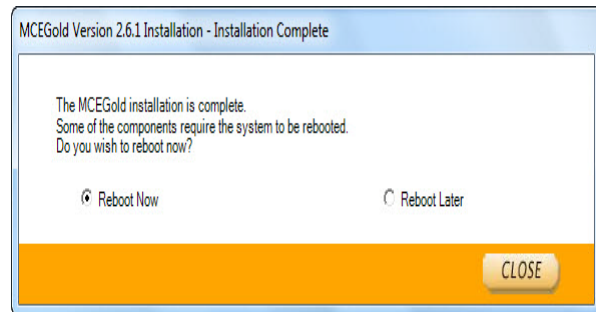 MCEGold Version 2.6.1 Installation - Installation Complete
The MCEGold installation is complete.
Some of the components require the system to be rebooted.
Do you wish to reboot now?
Reboot Now
Reboot Later
CLOSE